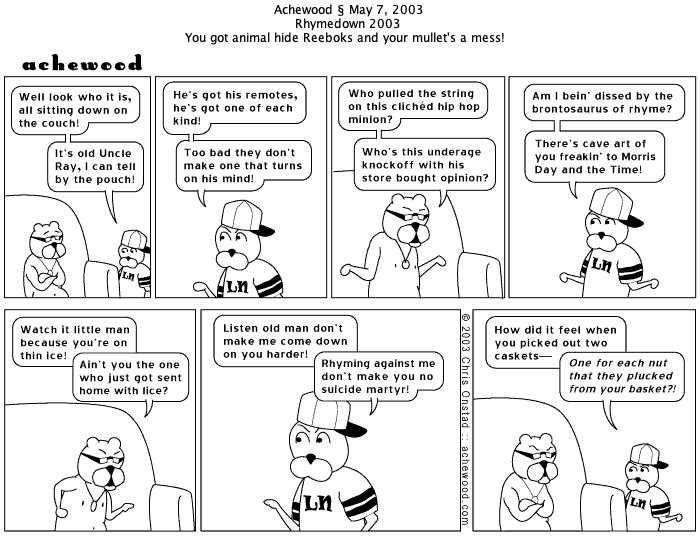 Achewood § May 7, 2003
Rhymedown 2003
You got animal hide Reeboks and your mullet's a mess!
achewood
Well look who it is,
all sitting down on
the couch!
It's old Uncle
Ray, I can tell
by the pouch!
LN
He's got his remotes,
he's got one of each
kind!
Too bad they don't
make one that turns
on his mind!
LN
Who pulled the string
on this clichéd hip hop
minion?
Who's this underage
knockoff with his
store bought opinion?
Am I bein' dissed by the
brontosaurus of rhyme?
There's cave art of
you freakin' to Morris
Day and the Time!
LN
Watch it little man
because you're on
thin ice!
Ain't you the one
who just got sent
home with lice?
Listen old man don't
make me come down
on you harder!
Rhyming against me
don't make you no
suicide martyr!
LN
© 2003 Chris Onstad :: achewood.com
How did it feel when
you picked out two
caskets—
One for each nut
that they plucked
from your basket?!
LN